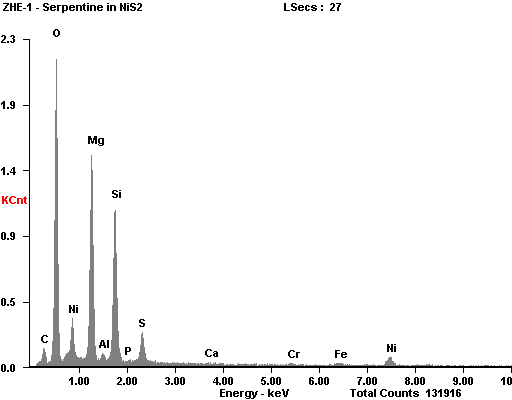 ZHE-1 - Serpentine in NiS2 LSecs : 27
2.3 O
1.9
Mg
1.4
Si
KCnt
0.9
0.5
Ni
S
C Al
P Ca Cr Fe Ni
0.0
1.00 2.00 3.00 4.00 5.00 6.00 7.00 8.00 9.00 10
Energy - keV Total Counts 131916